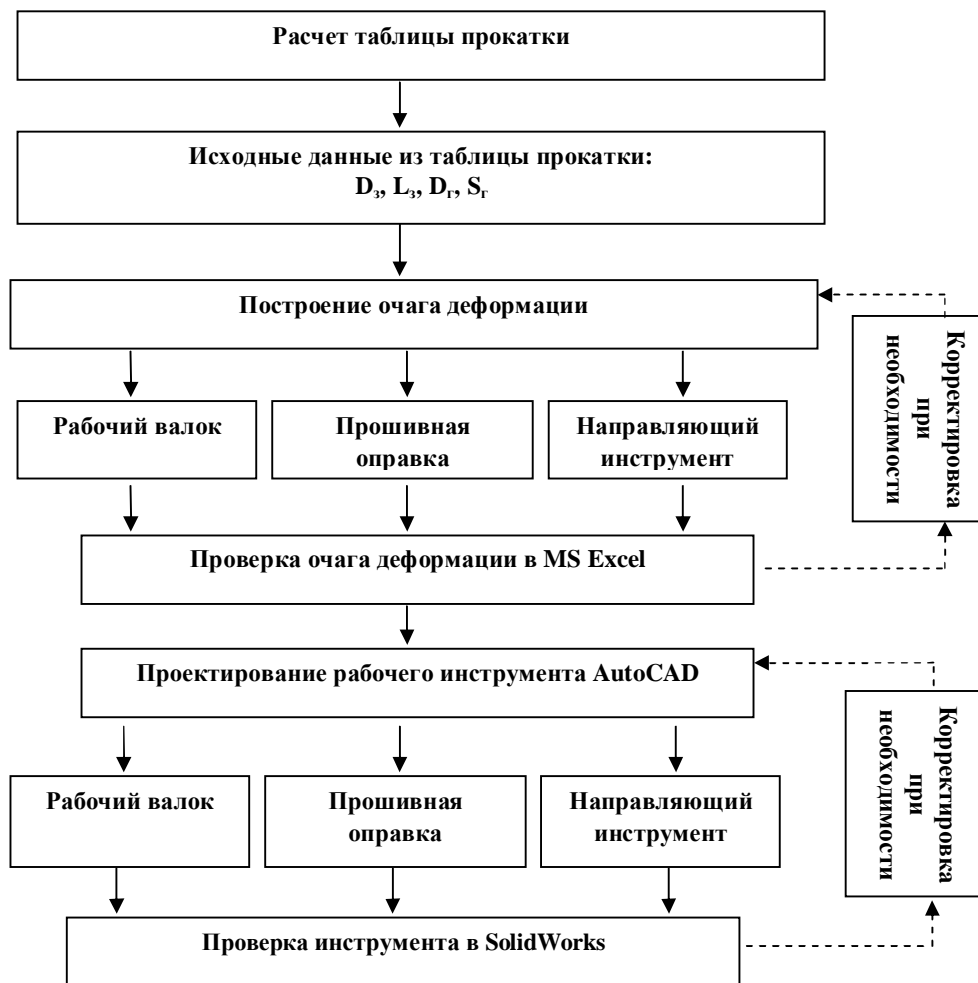 Расчет таблицы прокатки
Исходные данные из таблицы прокатки:
Dз, Lз, Dг, Sг
Построение очага деформации
Рабочий валок
Прошивная
оправка
Направляющий
инструмент
Корректировка
при
необходимости
Проверка очага деформации в MS Excel
Проектирование рабочего инструмента AutoCAD
Рабочий валок
Прошивная
оправка
Направляющий
инструмент
Корректировка
при
необходимости
Проверка инструмента в SolidWorks